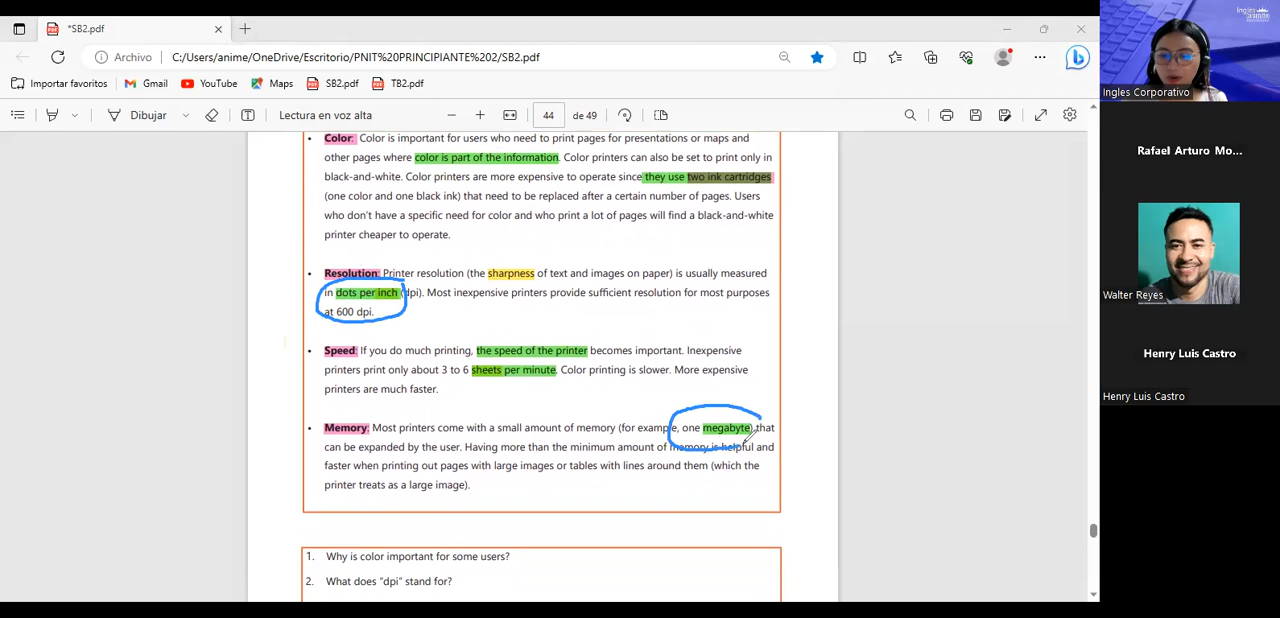 *SB2.pdf
Archivo C:/Users/anime/OneDrive/Escritorio/PNIT%20PRINCIPIANTE%202/SB2.pdf
Importar favoritos Gmail YouTube Maps SB2.pdf TB2.pdf
Dibujar Lectura en voz alta 44 de 49
Color: Color is important for users who need to print pages for presentations or maps and
other pages where color is part of the information. Color printers can also be set to print only in
black-and-white. Color printers are more expensive to operate since they use two ink cartridges
(one color and one black ink) that need to be replaced after a certain number of pages. Users
who don't have a specific need for color and who print a lot of pages will find a black-and-white
printer cheaper to operate.
Resolution: Printer resolution (the sharpness of text and images on paper) is usually measured
in dots per inch (dpi). Most inexpensive printers provide sufficient resolution for most purposes
at 600 dpi.
Speed: If you do much printing, the speed of the printer becomes important. Inexpensive
printers print only about 3 to 6 sheets per minute. Color printing is slower. More expensive
printers are much faster.
Memory: Most printers come with a small amount of memory (for example, one megabyte) that
can be expanded by the user. Having more than the minimum amount of memory is helpful and
faster when printing out pages with large images or tables with lines around them (which the
printer treats as a large image).
1. Why is color important for some users?
2. What does "dpi" stand for?
Ingles
Ingles Corporativo
Rafael Arturo Mo...
Walter Reyes
Henry Luis Castro
Henry Luis Castro